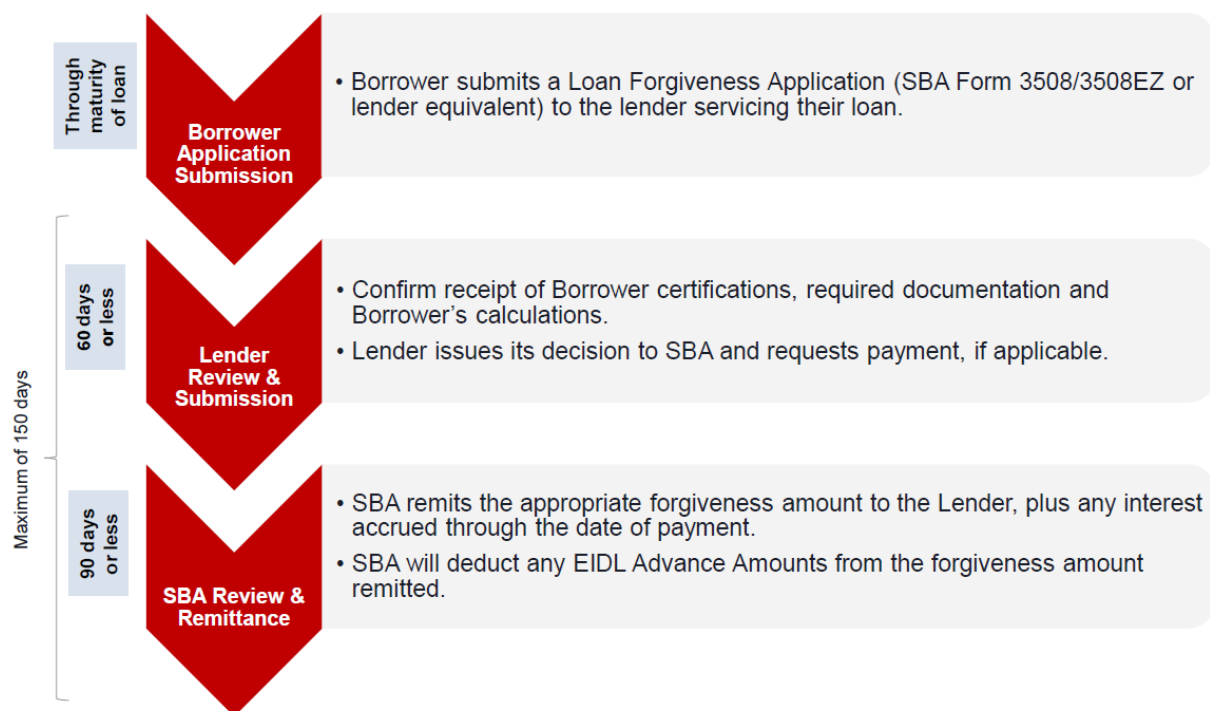 Through
maturity
of loan
Borrower
Application
Submission
• Borrower submits a Loan Forgiveness Application (SBA Form 3508/3508EZ or
lender equivalent) to the lender servicing their loan.
Maximum of 150 days
60 days
or less
Lender
Review &
Submission
• Confirm receipt of Borrower certifications, required documentation and
Borrower's calculations.
• Lender issues its decision to SBA and requests payment, if applicable.
90 days
or less
SBA Review &
Remittance
• SBA remits the appropriate forgiveness amount to the Lender, plus any interest
accrued through the date of payment.
• SBA will deduct any EIDL Advance Amounts from the forgiveness amount
remitted.